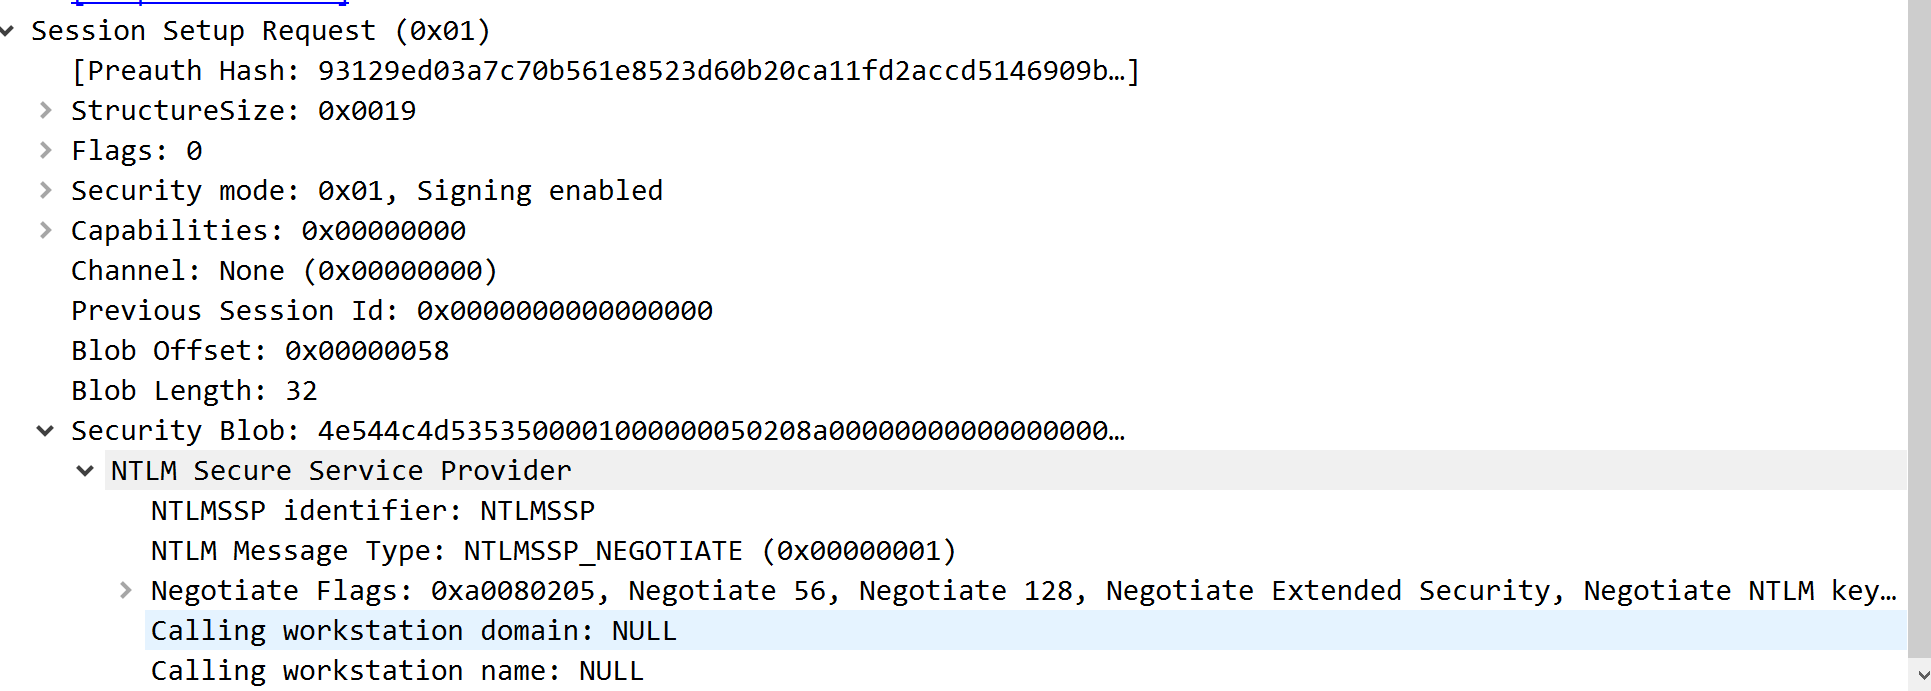 Session Setup Request (0x01)
[Preauth Hash: 93129ed03a7c70b561e8523d60b20ca11fd2accd5146909b…]
StructureSize: 0x0019
Flags: 0
Security mode: 0x01, Signing enabled
Capabilities: 0x00000000
Channel: None (0x00000000)
Previous Session Id: 0x0000000000000000
Blob Offset: 0x00000058
Blob Length: 32
Security Blob: 4e544c4d5353500001000000050208a00000000000000000…
NTLM Secure Service Provider
NTLMSSP identifier: NTLMSSP
NTLM Message Type: NTLMSSP_NEGOTIATE (0x00000001)
Negotiate Flags: 0xa0080205, Negotiate 56, Negotiate 128, Negotiate Extended Security, Negotiate NTLM key…
Calling workstation domain: NULL
Calling workstation name: NULL